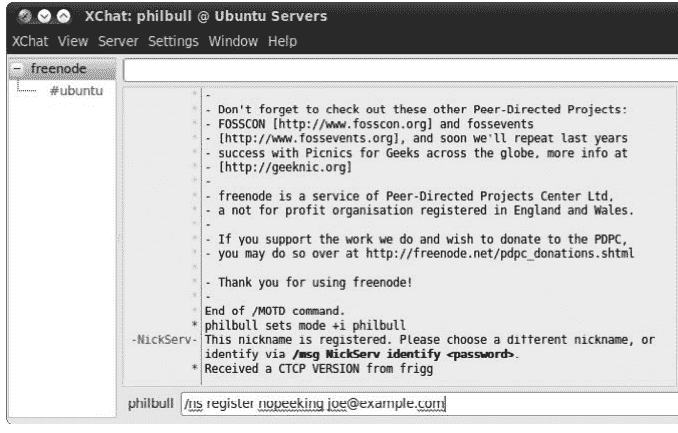 XChat: philbull @ Ubuntu Servers
XChat View Server Settings Window Help
freenode
#ubuntu
* -
* - Don't forget to check out these other Peer-Directed Projects:
* - FOSSCON [http://www.fosscon.org] and fossevents
* - [http://www.fossevents.org], and soon we'll repeat last years
* - success with Picnics for Geeks across the globe, more info at
* - [http://geeknic.org]
* -
* - freenode is a service of Peer-Directed Projects Center Ltd,
* - a not for profit organisation registered in England and Wales.
* -
* - If you support the work we do and wish to donate to the PDPC,
* - you may do so over at http://freenode.net/pdpc_donations.shtml
* -
* - Thank you for using freenode!
* -
* End of /MOTD command.
* philbull sets mode +i philbull
-NickServ- This nickname is registered. Please choose a different nickname, or
identify via /msg NickServ identify <password>.
* Received a CTCP VERSION from frigg
philbull /ns register nopeeking joe@example.com